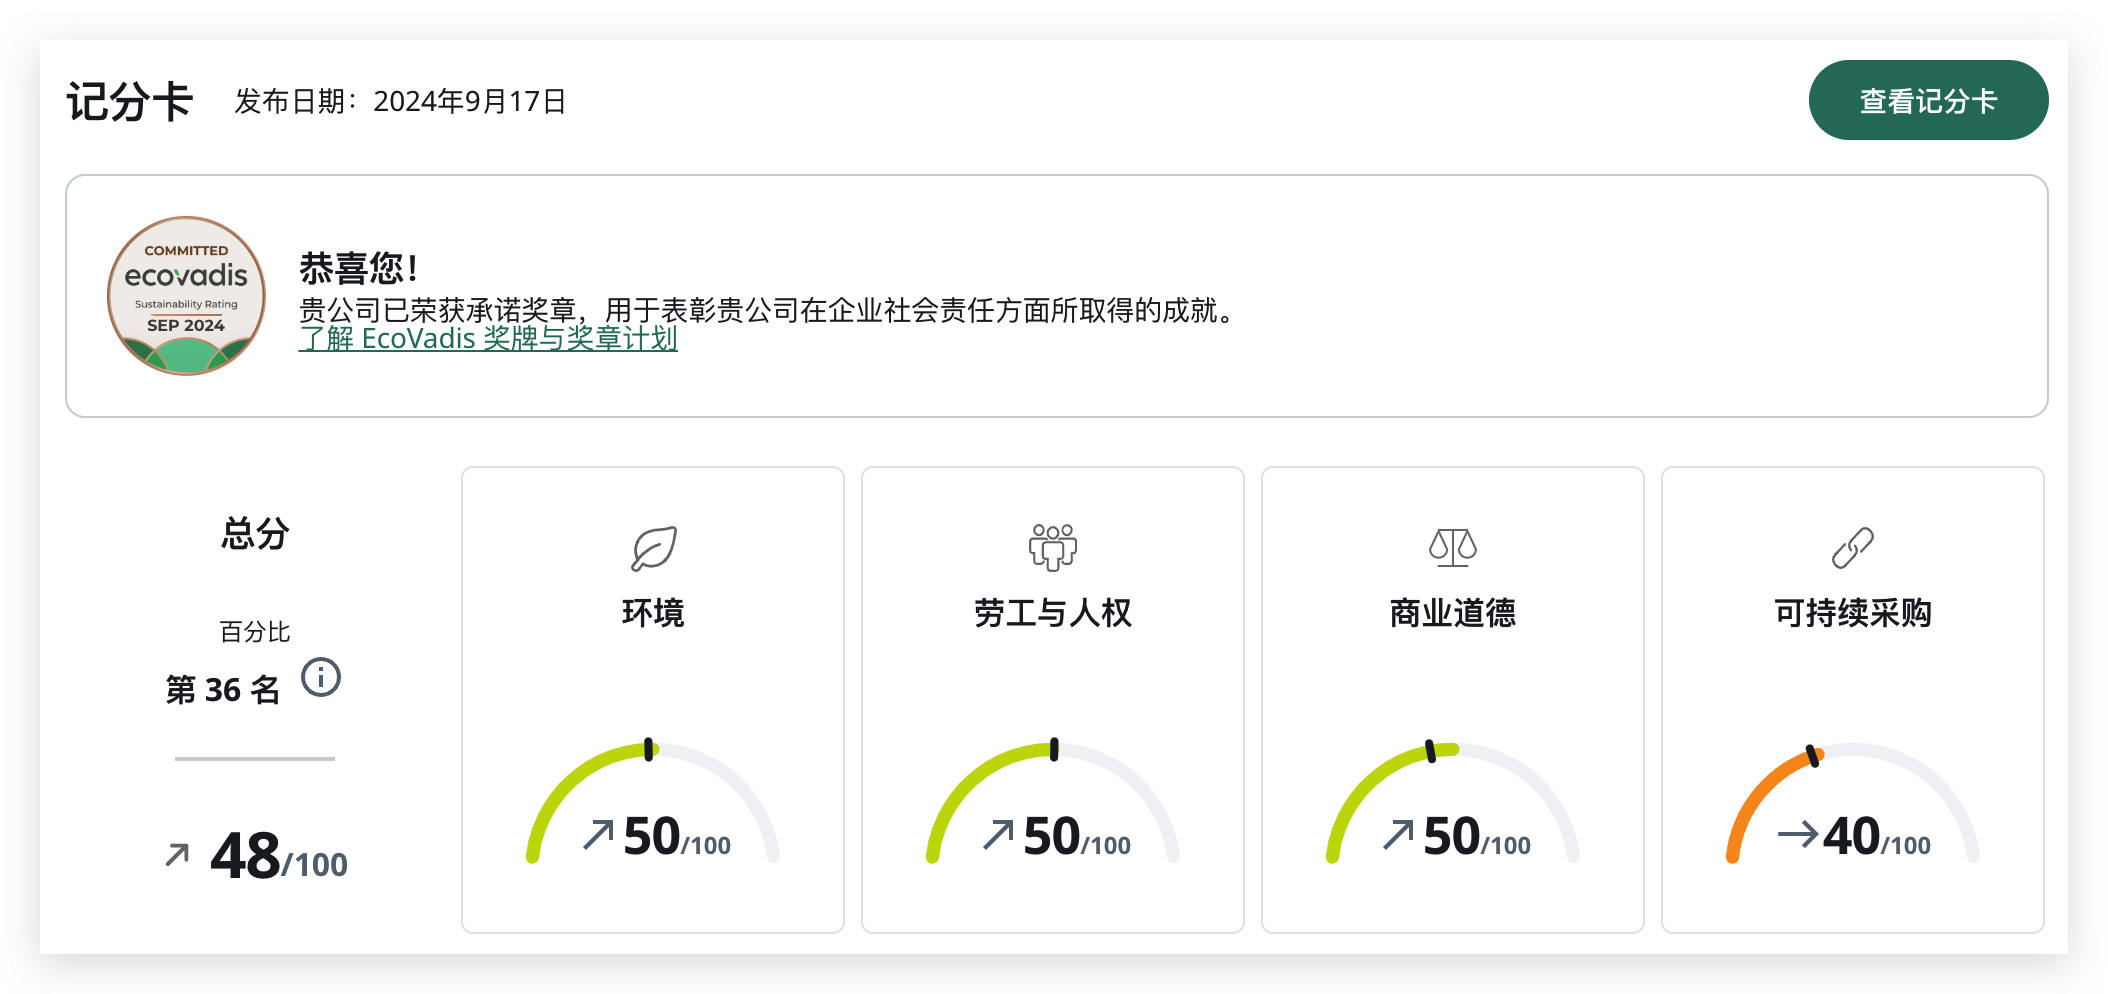 记分卡
发布日期：2024年9月17日
查看记分卡
COMMITTED
ecovadis
Sustainability Rating
SEP 2024
恭喜您！
贵公司已荣获承诺奖章，用于表彰贵公司在企业社会责任方面所取得的成就。
了解 EcoVadis 奖牌与奖章计划
总分
百分比
第 36 名
48/100
环境
50/100
劳工与人权
50/100
商业道德
50/100
可持续采购
40/100